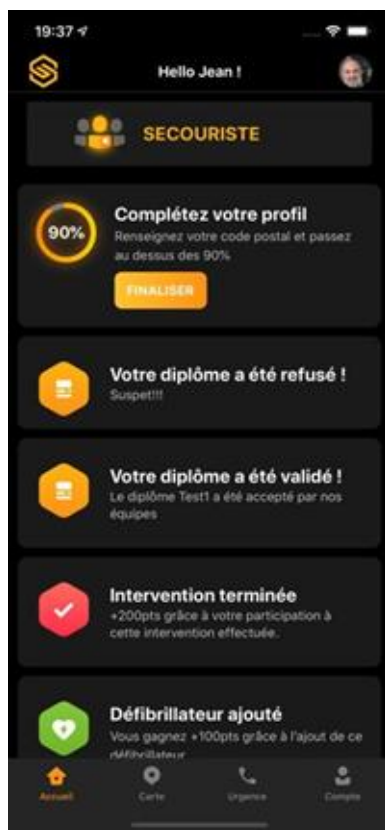 19:37
Hello Jean !
SECOURISTE
90%
Complétez votre profil
Renseignez votre code postal et passez
au dessus des 90%
FINALISER
Votre diplôme a été refusé !
Suspet!!!
Votre diplôme a été validé !
Le diplôme Test1 a été accepté par nos
équipes
Intervention terminée
+200pts grâce à votre participation à
cette intervention effectuée.
Défibrillateur ajouté
Vous gagnez +100pts grâce à l'ajout de ce
défibrillateur
Accueil
Carte
Urgence
Compte